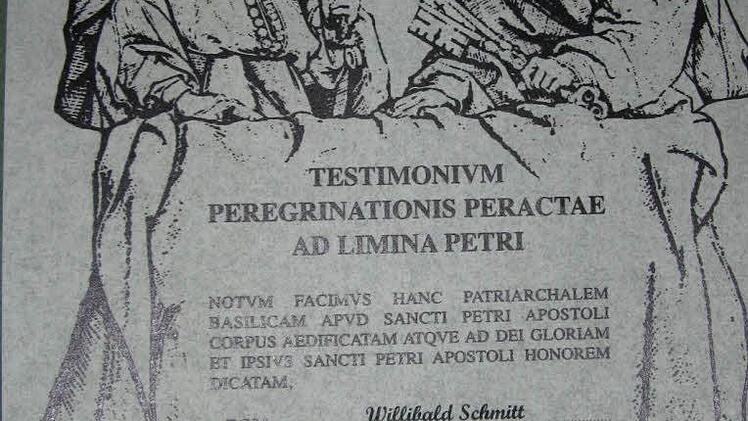 TESTIMONIVM
PEREGRINATIONIS PERACTAE
AD LIMINA PETRI
NOTVM FACIMVS HANC PATRIARCHALEM
BASILICAM APVD SANCTI PETRI APOSTOLI
CORPUS AEDIFICATAM ATQVE AD DEI GLORIAM
ET IPSIVS SANCTI PETRI APOSTOLI HONOREM
DICATAM,
Willibald Schmitt